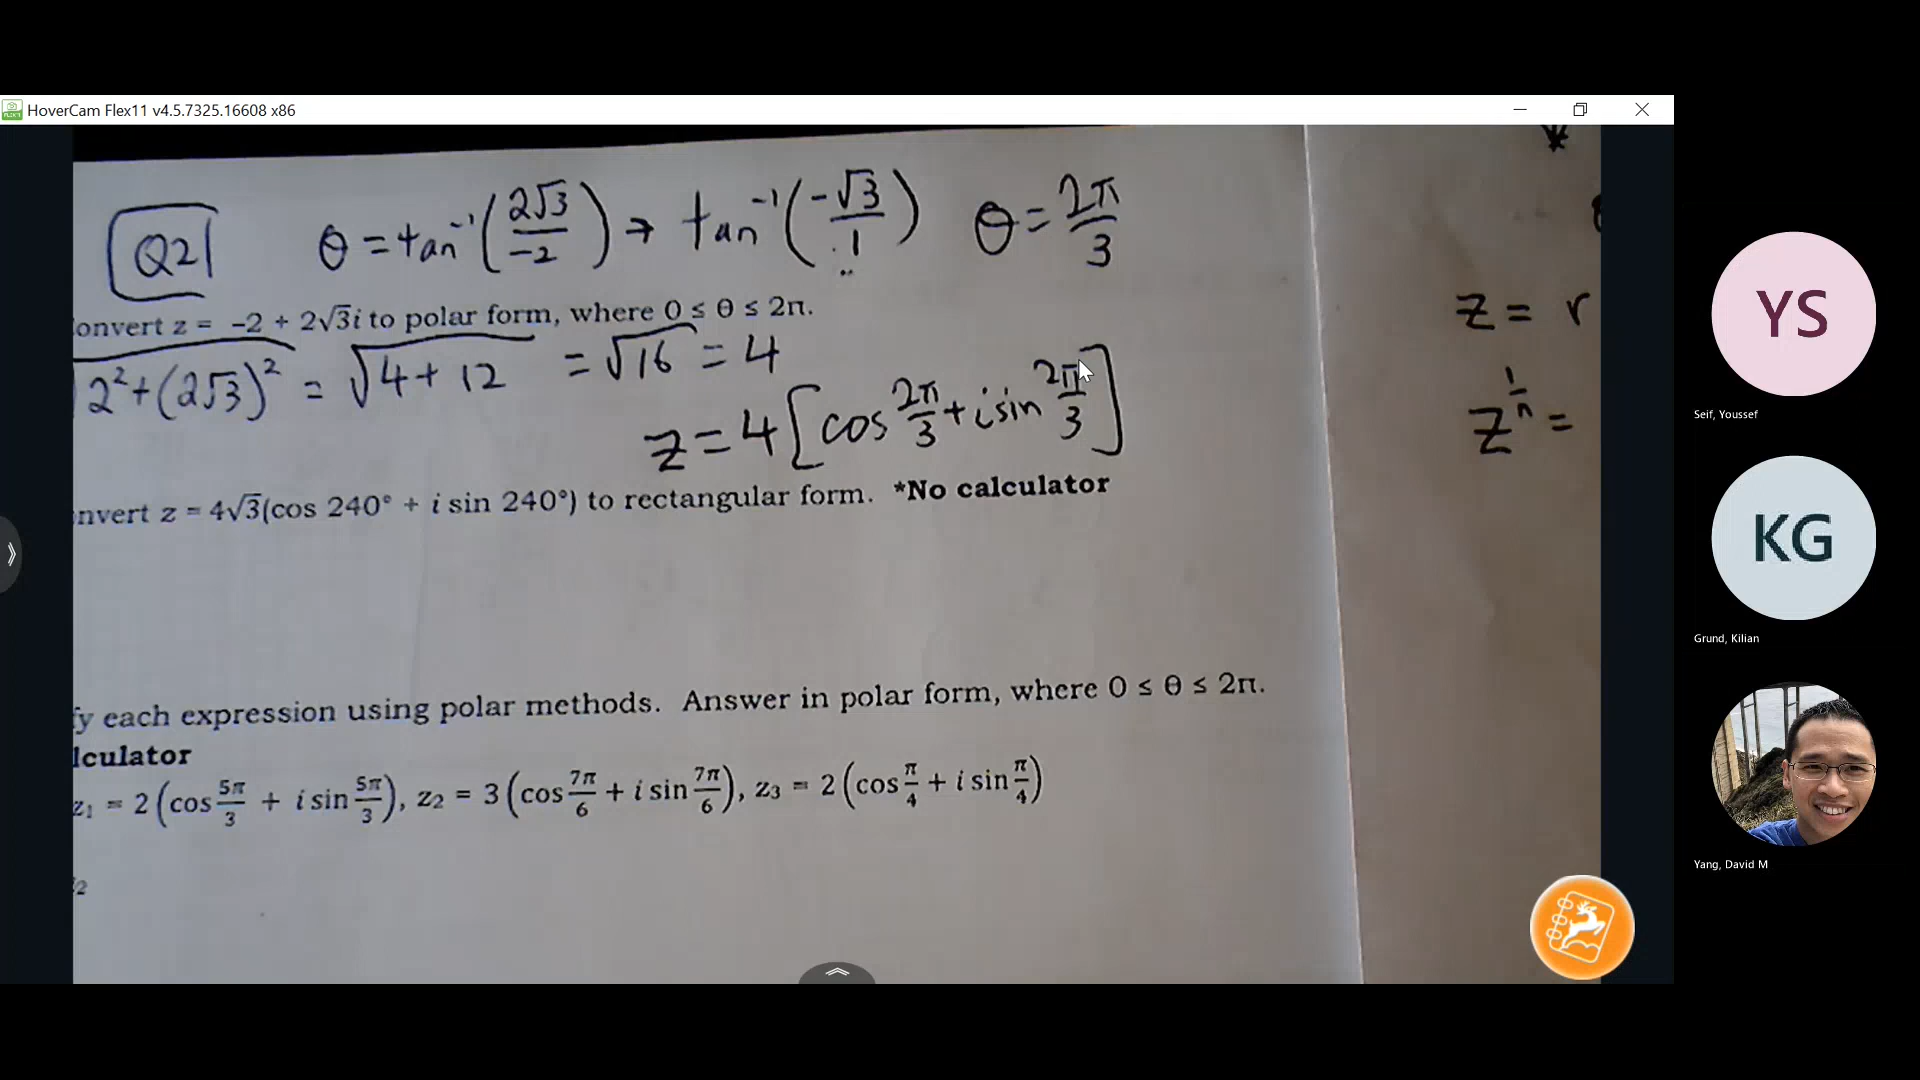 HoverCam Flex11 v4.5.7325.16608 x86
Q2 θ = tan⁻¹(2√3/-2) → tan⁻¹(-√3/1) θ = 2π/3
onvert z = -2 + 2√3i to polar form, where 0 ≤ θ ≤ 2π.
2² + (2√3)² = √4 + 12 = √16 = 4
z = 4[cos 2π/3 + i sin 2π/3]
nvert z = 4√3(cos 240° + i sin 240°) to rectangular form. *No calculator
fy each expression using polar methods. Answer in polar form, where 0 ≤ θ ≤ 2π.
lculator
z₁ = 2 (cos 5π/3 + i sin 5π/3), z₂ = 3 (cos 7π/6 + i sin 7π/6), z₃ = 2 (cos π/4 + i sin π/4)
z = r
z^(1/n) =
YS
Seif, Youssef
KG
Grund, Kilian
Yang, David M